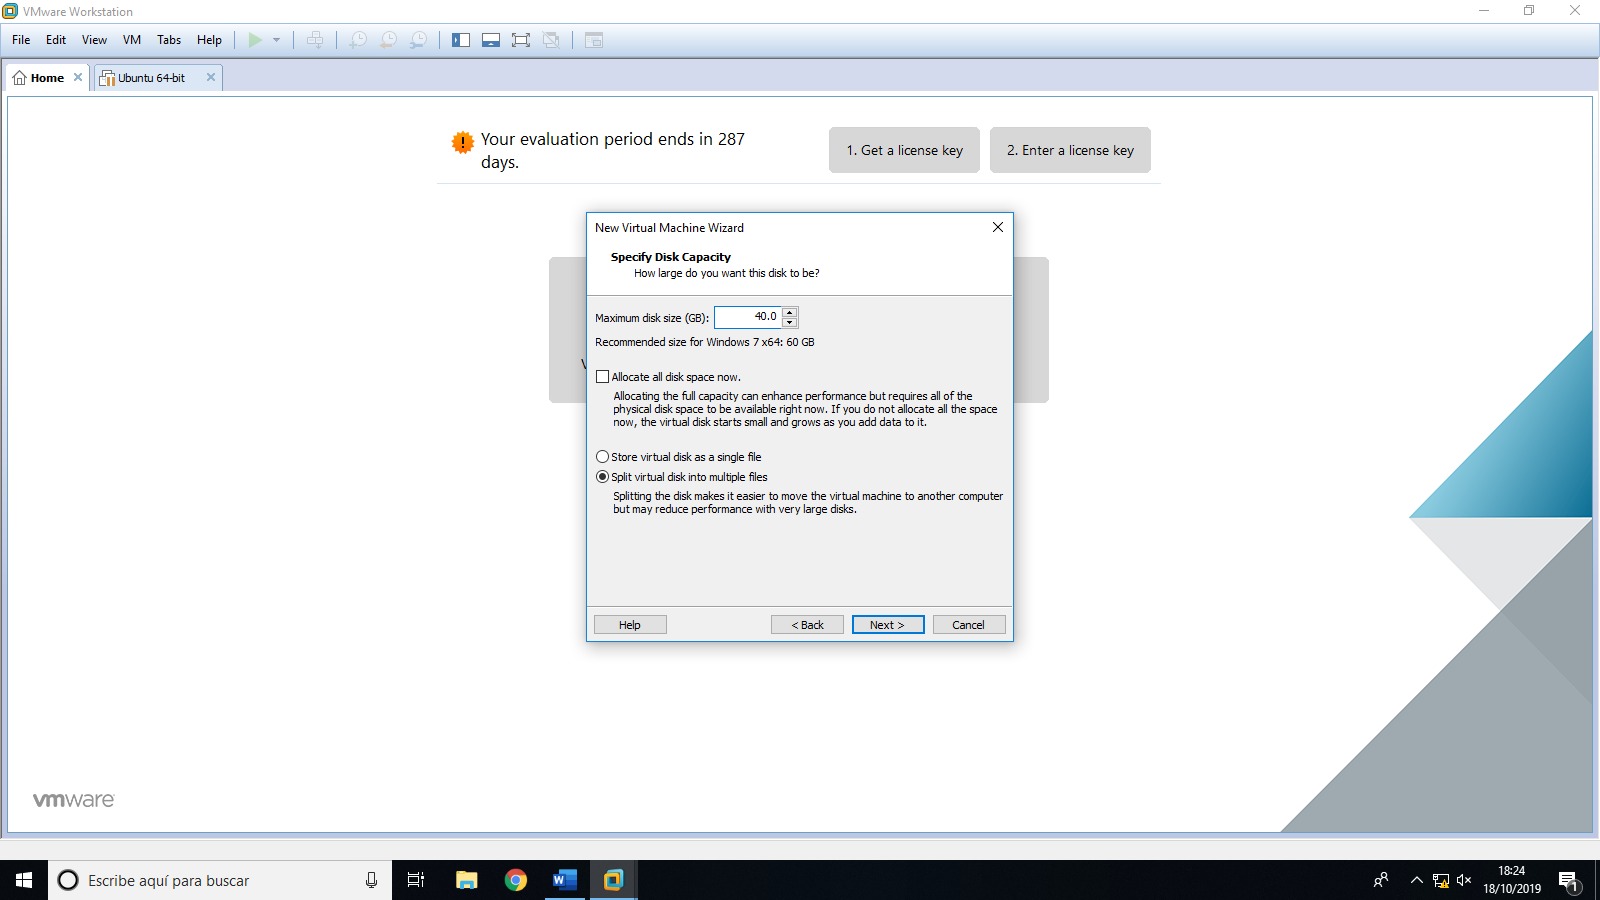 VMware Workstation
File Edit View VM Tabs Help
Home Ubuntu 64-bit
Your evaluation period ends in 287
days.
1. Get a license key 2. Enter a license key
New Virtual Machine Wizard
Specify Disk Capacity
How large do you want this disk to be?
Maximum disk size (GB): 40.0
Recommended size for Windows 7 x64: 60 GB
Allocate all disk space now.
Allocating the full capacity can enhance performance but requires all of the
physical disk space to be available right now. If you do not allocate all the space
now, the virtual disk starts small and grows as you add data to it.
Store virtual disk as a single file
Split virtual disk into multiple files
Splitting the disk makes it easier to move the virtual machine to another computer
but may reduce performance with very large disks.
Help < Back Next > Cancel
vmware
Escribe aquí para buscar
W
18:24
18/10/2019
1